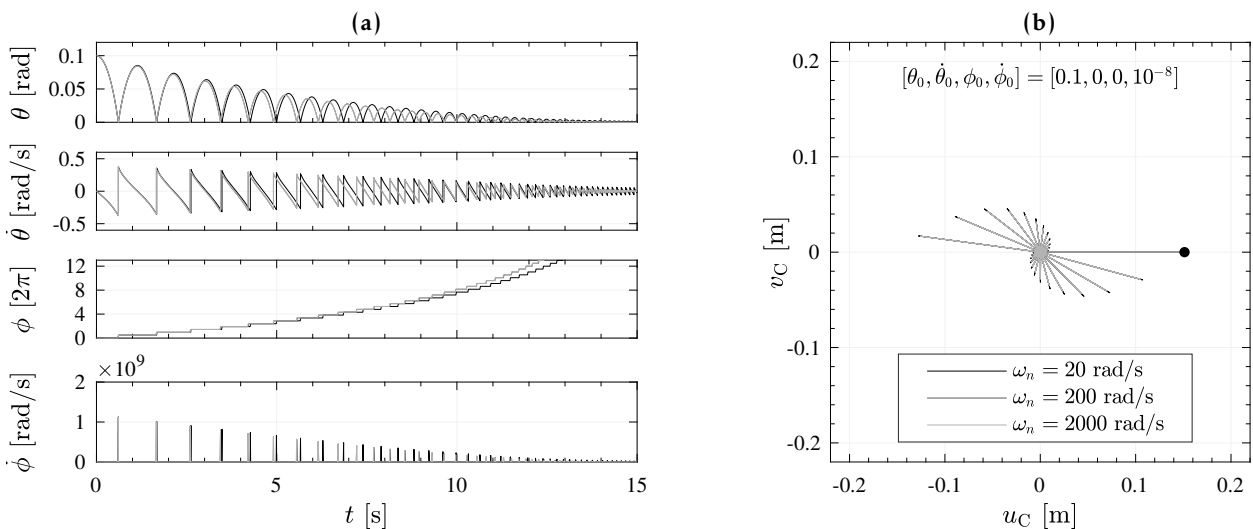 (a)
0.1
0.05
0
θ [rad]
0.5
0
-0.5
θ̇ [rad/s]
12
8
4
0
ϕ [2π]
×10⁹
2
1
0
ϕ̇ [rad/s]
0 5 10 15
t [s]
(b)
[θ₀, θ̇₀, ϕ₀, ϕ̇₀] = [0.1, 0, 0, 10⁻⁸]
0.2
0.1
0
-0.1
-0.2
v_C [m]
ωₙ = 20 rad/s
ωₙ = 200 rad/s
ωₙ = 2000 rad/s
-0.2 -0.1 0 0.1 0.2
u_C [m]